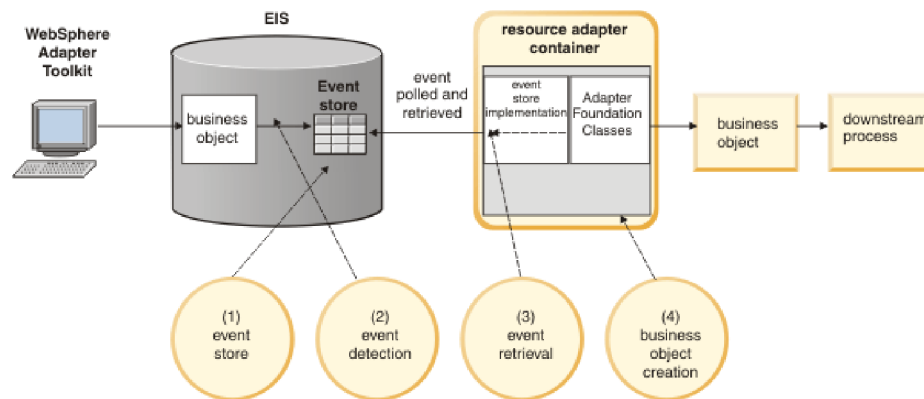 WebSphere
Adapter
Toolkit
EIS
business
object
Event
store
event
polled and
retrieved
resource adapter
container
event
store
implementation
Adapter
Foundation
Classes
business
object
downstream
process
(1)
event
store
(2)
event
detection
(3)
event
retrieval
(4)
business
object
creation